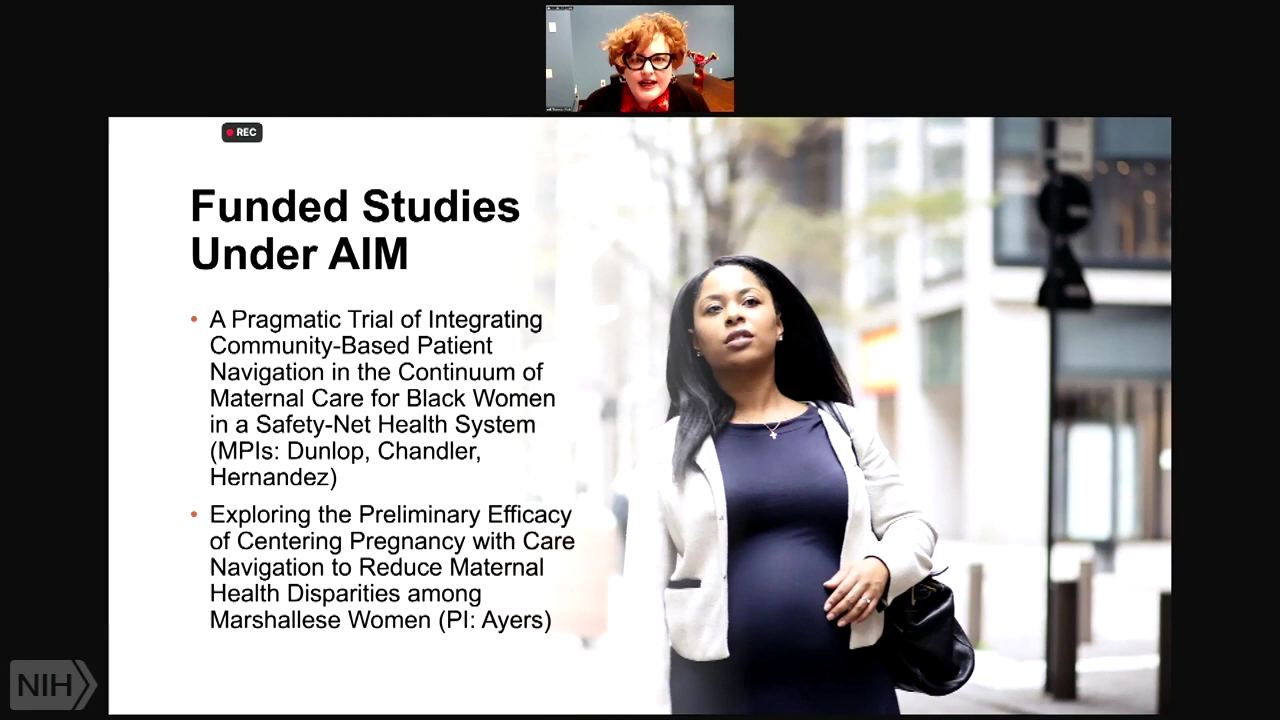 REC
Funded Studies
Under AIM
• A Pragmatic Trial of Integrating
Community-Based Patient
Navigation in the Continuum of
Maternal Care for Black Women
in a Safety-Net Health System
(MPIs: Dunlop, Chandler,
Hernandez)
• Exploring the Preliminary Efficacy
of Centering Pregnancy with Care
Navigation to Reduce Maternal
Health Disparities among
Marshallese Women (PI: Ayers)
NIH